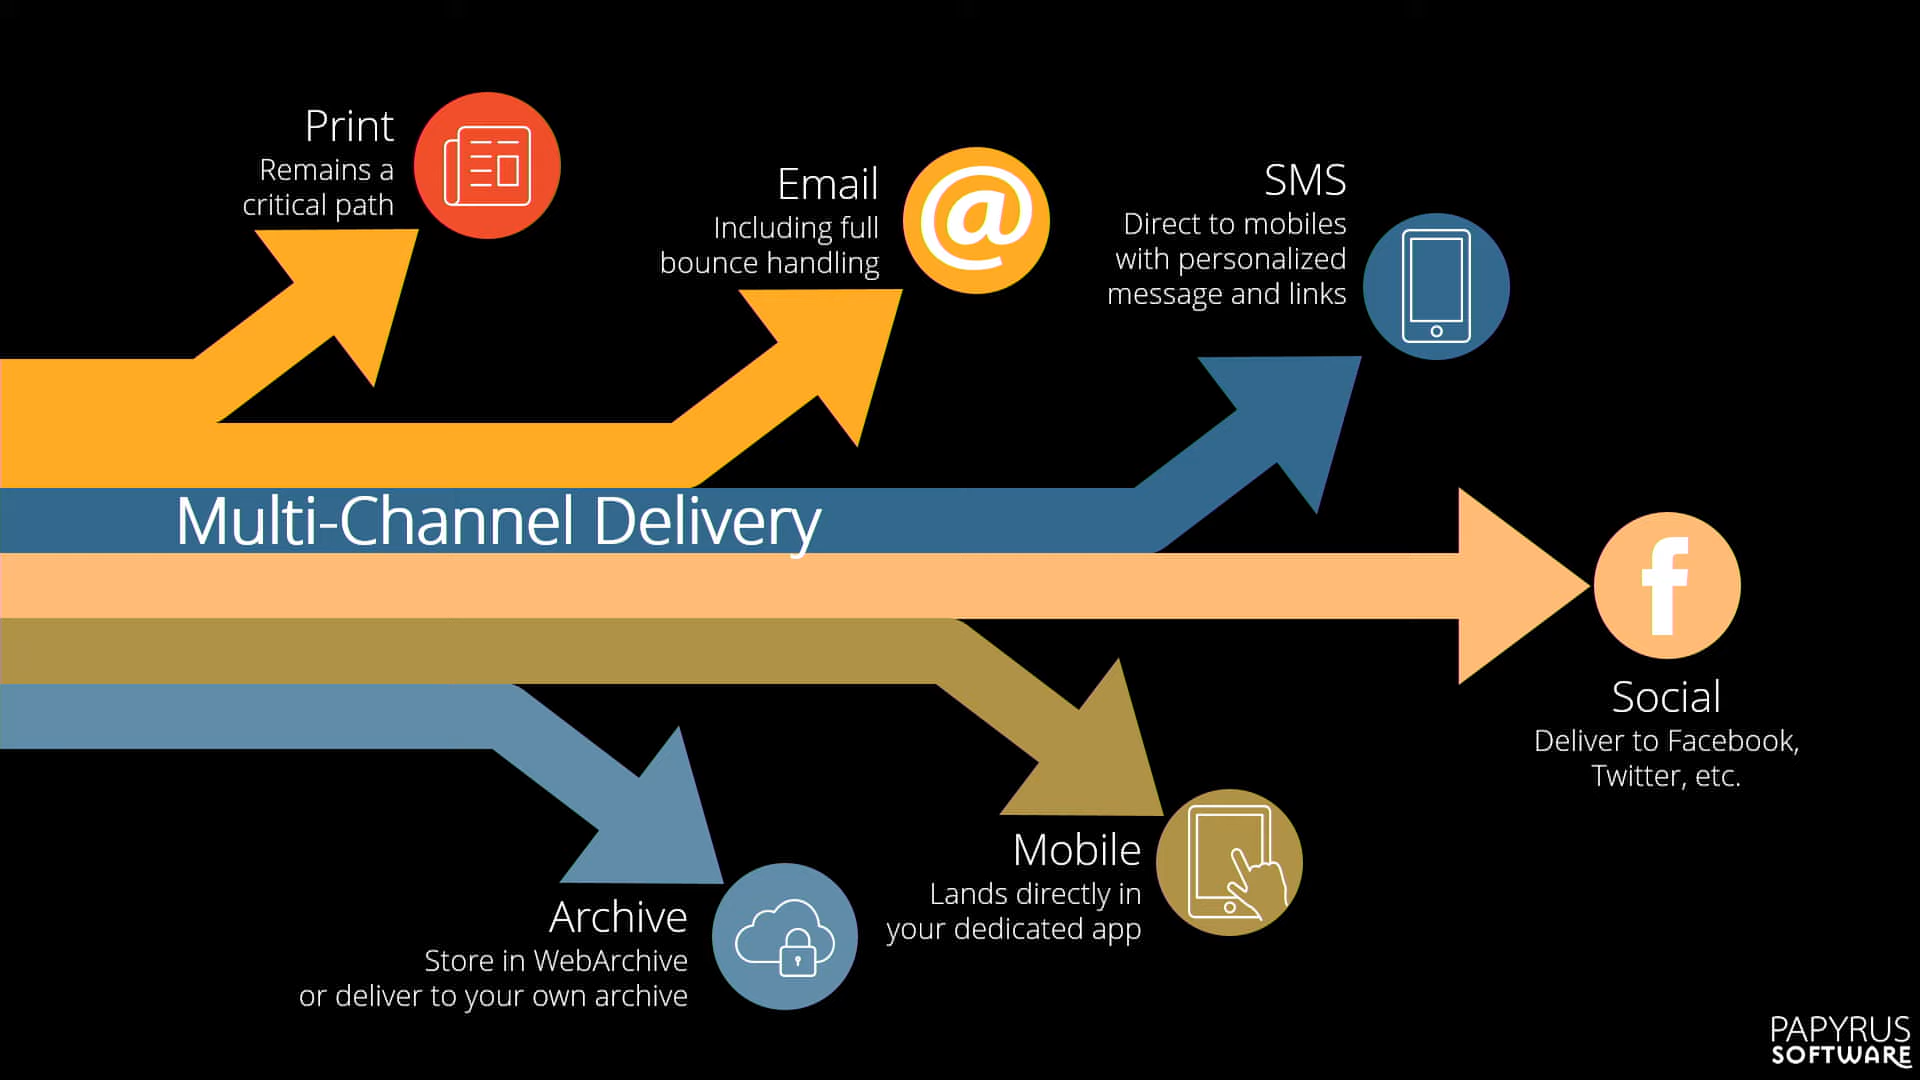 Print
Remains a
critical path
Email
Including full
bounce handling
@
SMS
Direct to mobiles
with personalized
message and links
Multi-Channel Delivery
f
Social
Deliver to Facebook,
Twitter, etc.
Mobile
Lands directly in
your dedicated app
Archive
Store in WebArchive
or deliver to your own archive
PAPYRUS
SOFTWARE